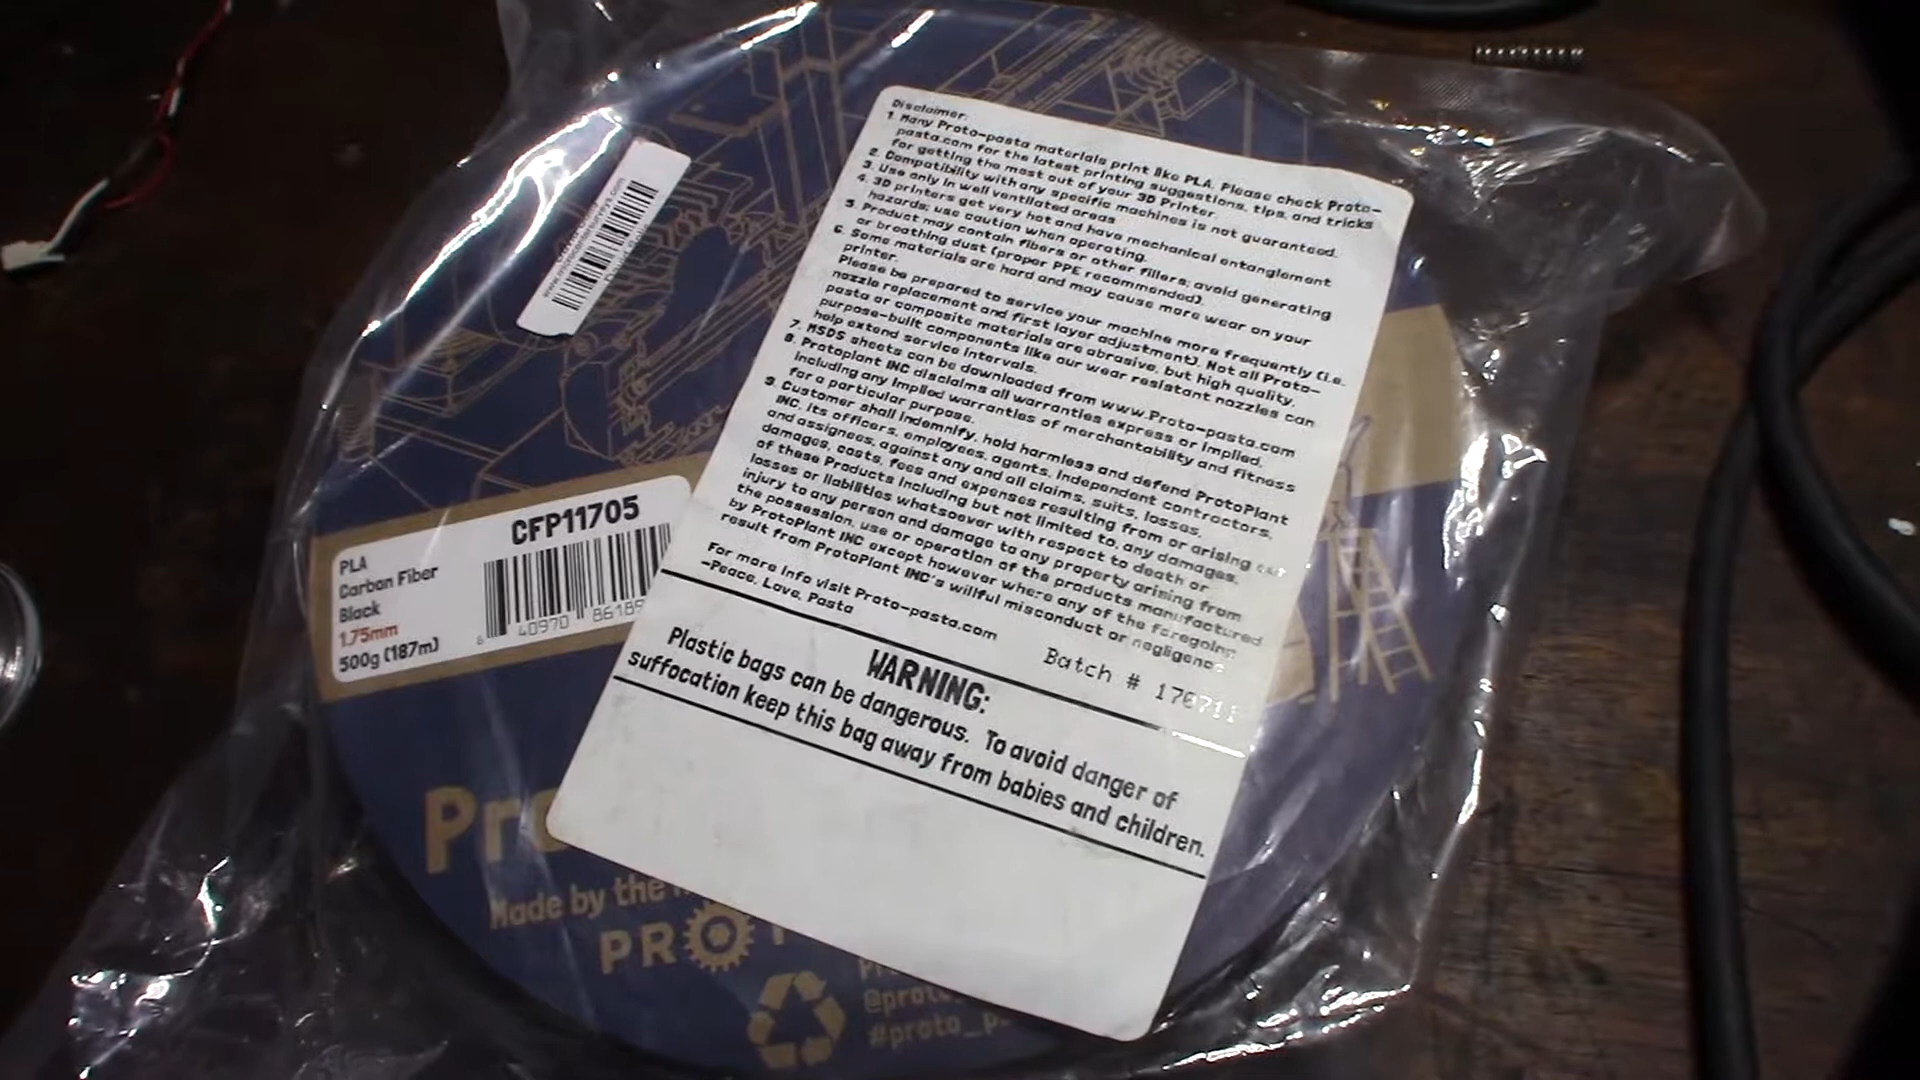 Disclaimer:
1. Many Proto-pasta materials print like PLA. Please check Proto-
pasta.com for the latest printing suggestions, tips, and tricks
for getting the most out of your 3D Printer.
2. Compatibility with any specific machines is not guaranteed.
3. Use only in well ventilated areas
4. 3D printers get very hot and have mechanical entanglement
hazards; use caution when operating.
5. Product may contain fibers or other fillers; avoid generating
or breathing dust (proper PPE recommended).
6. Some materials are hard and may cause more wear on your
printer.
Please be prepared to service your machine more frequently (i.e.
nozzle replacement and first layer adjustment). Not all Proto-
pasta or composite materials are abrasive, but high quality,
purpose-built components like our wear resistant nozzles can
help extend service intervals.
7. MSDS sheets can be downloaded from www.Proto-pasta.com
8. Protoplant INC disclaims all warranties express or implied,
including any implied warranties of merchantability and fitness
for a particular purpose.
9. Customer shall indemnify, hold harmless and defend ProtoPlant
INC, its officers, employees, agents, independent contractors,
and assignees, against any and all claims, suits, losses,
damages, costs, fees and expenses resulting from or arising out
of these Products including but not limited to, any damages,
losses or liabilities whatsoever with respect to death or
injury to any person and damage to any property arising from
the possession, use or operation of the products manufactured
by ProtoPlant INC except however where any of the foregoing
result from ProtoPlant INC's willful misconduct or negligence
For more info visit Proto-pasta.com
-Peace, Love, Pasta
Batch # 170711
WARNING:
Plastic bags can be dangerous. To avoid danger of
suffocation keep this bag away from babies and children.
CFP11705
PLA
Carbon Fiber
Black
1.75mm
500g (187m)
6 40970 86189
Pro
Made by the
PR
@proto
#proto_p